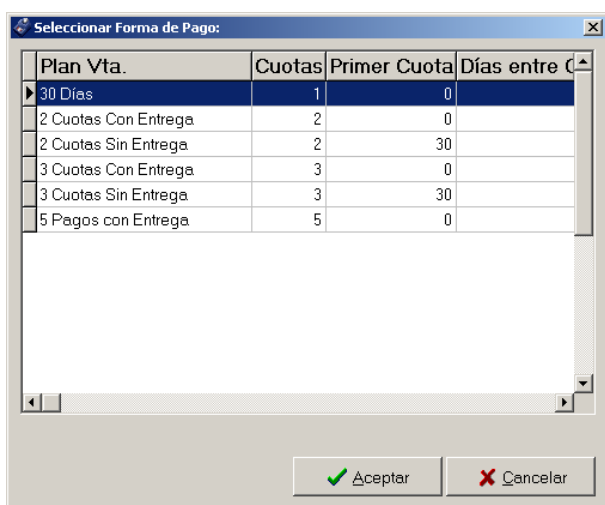 Seleccionar Forma de Pago:
Plan Vta. Cuotas Primer Cuota Días entre C
30 Días 1 0
2 Cuotas Con Entrega 2 0
2 Cuotas Sin Entrega 2 30
3 Cuotas Con Entrega 3 0
3 Cuotas Sin Entrega 3 30
5 Pagos con Entrega 5 0
Aceptar Cancelar